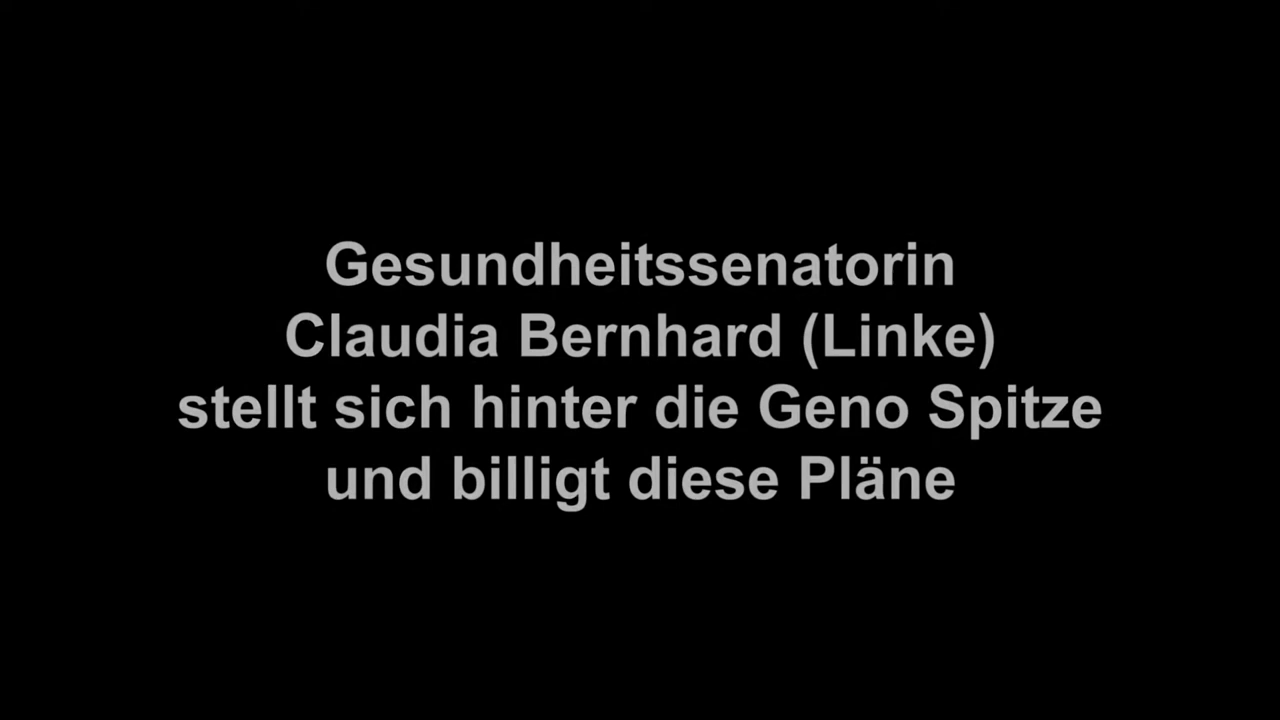 Gesundheitssenatorin
Claudia Bernhard (Linke)
stellt sich hinter die Geno Spitze
und billigt diese Pläne